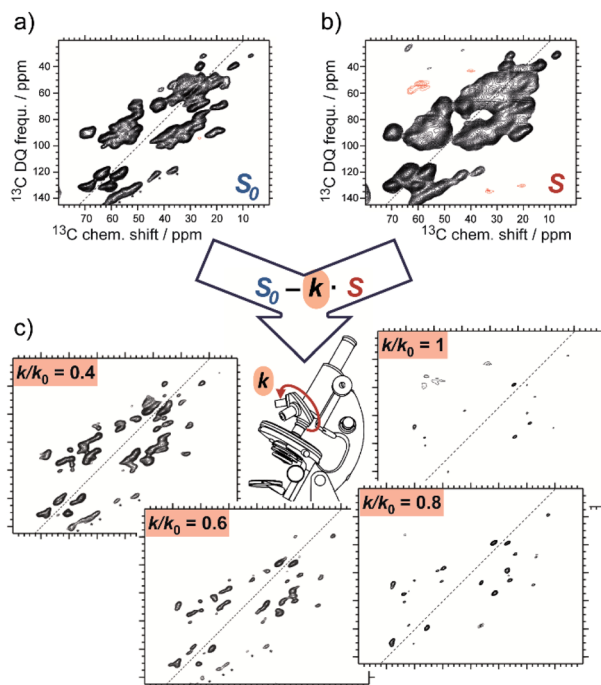 a)
b)
¹³C DQ frequ. / ppm
40
60
80
100
120
140
S₀
70 60 50 40 30 20 10
¹³C chem. shift / ppm
¹³C DQ frequ. / ppm
40
60
80
100
120
140
S
70 60 50 40 30 20 10
¹³C chem. shift / ppm
S₀ – k · S
c)
k/k₀ = 0.4
k
k/k₀ = 1
k/k₀ = 0.6
k/k₀ = 0.8